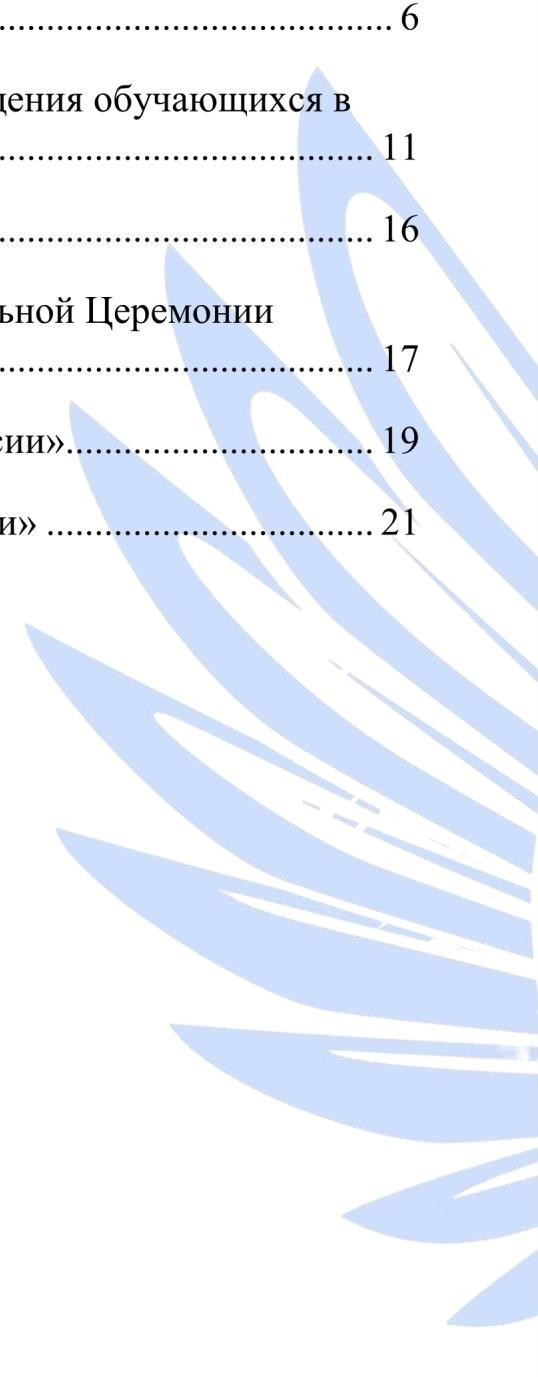 ........................................ 6
дения обучающихся в
....................................... 11
....................................... 16
ьной Церемонии
....................................... 17
сии»................................ 19
и» .................................. 21